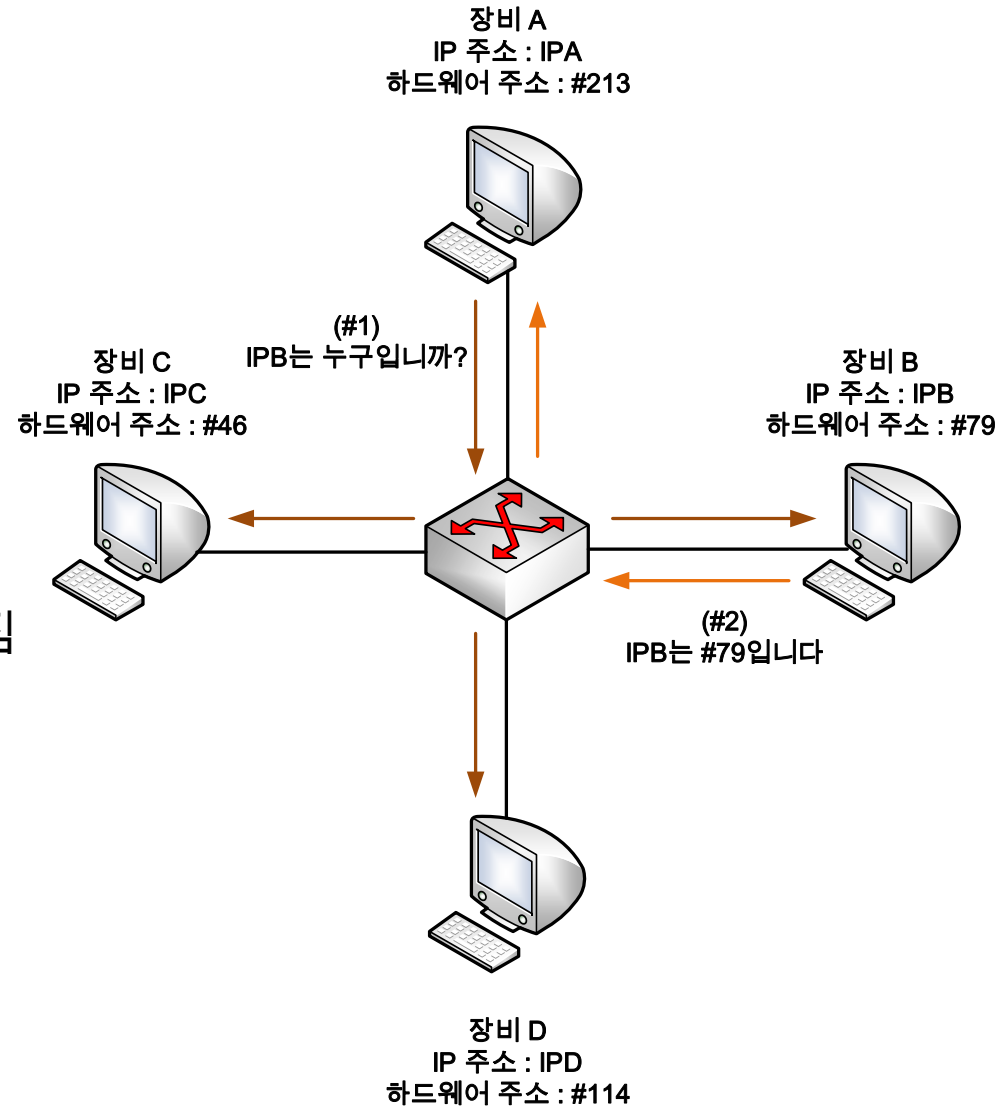 장비 A
IP 주소 : IPA
하드웨어 주소 : #213
(#1)
IPB는 누구입니까?
장비 C
IP 주소 : IPC
하드웨어 주소 : #46
장비 B
IP 주소 : IPB
하드웨어 주소 : #79
(#2)
IPB는 #79입니다
장비 D
IP 주소 : IPD
하드웨어 주소 : #114